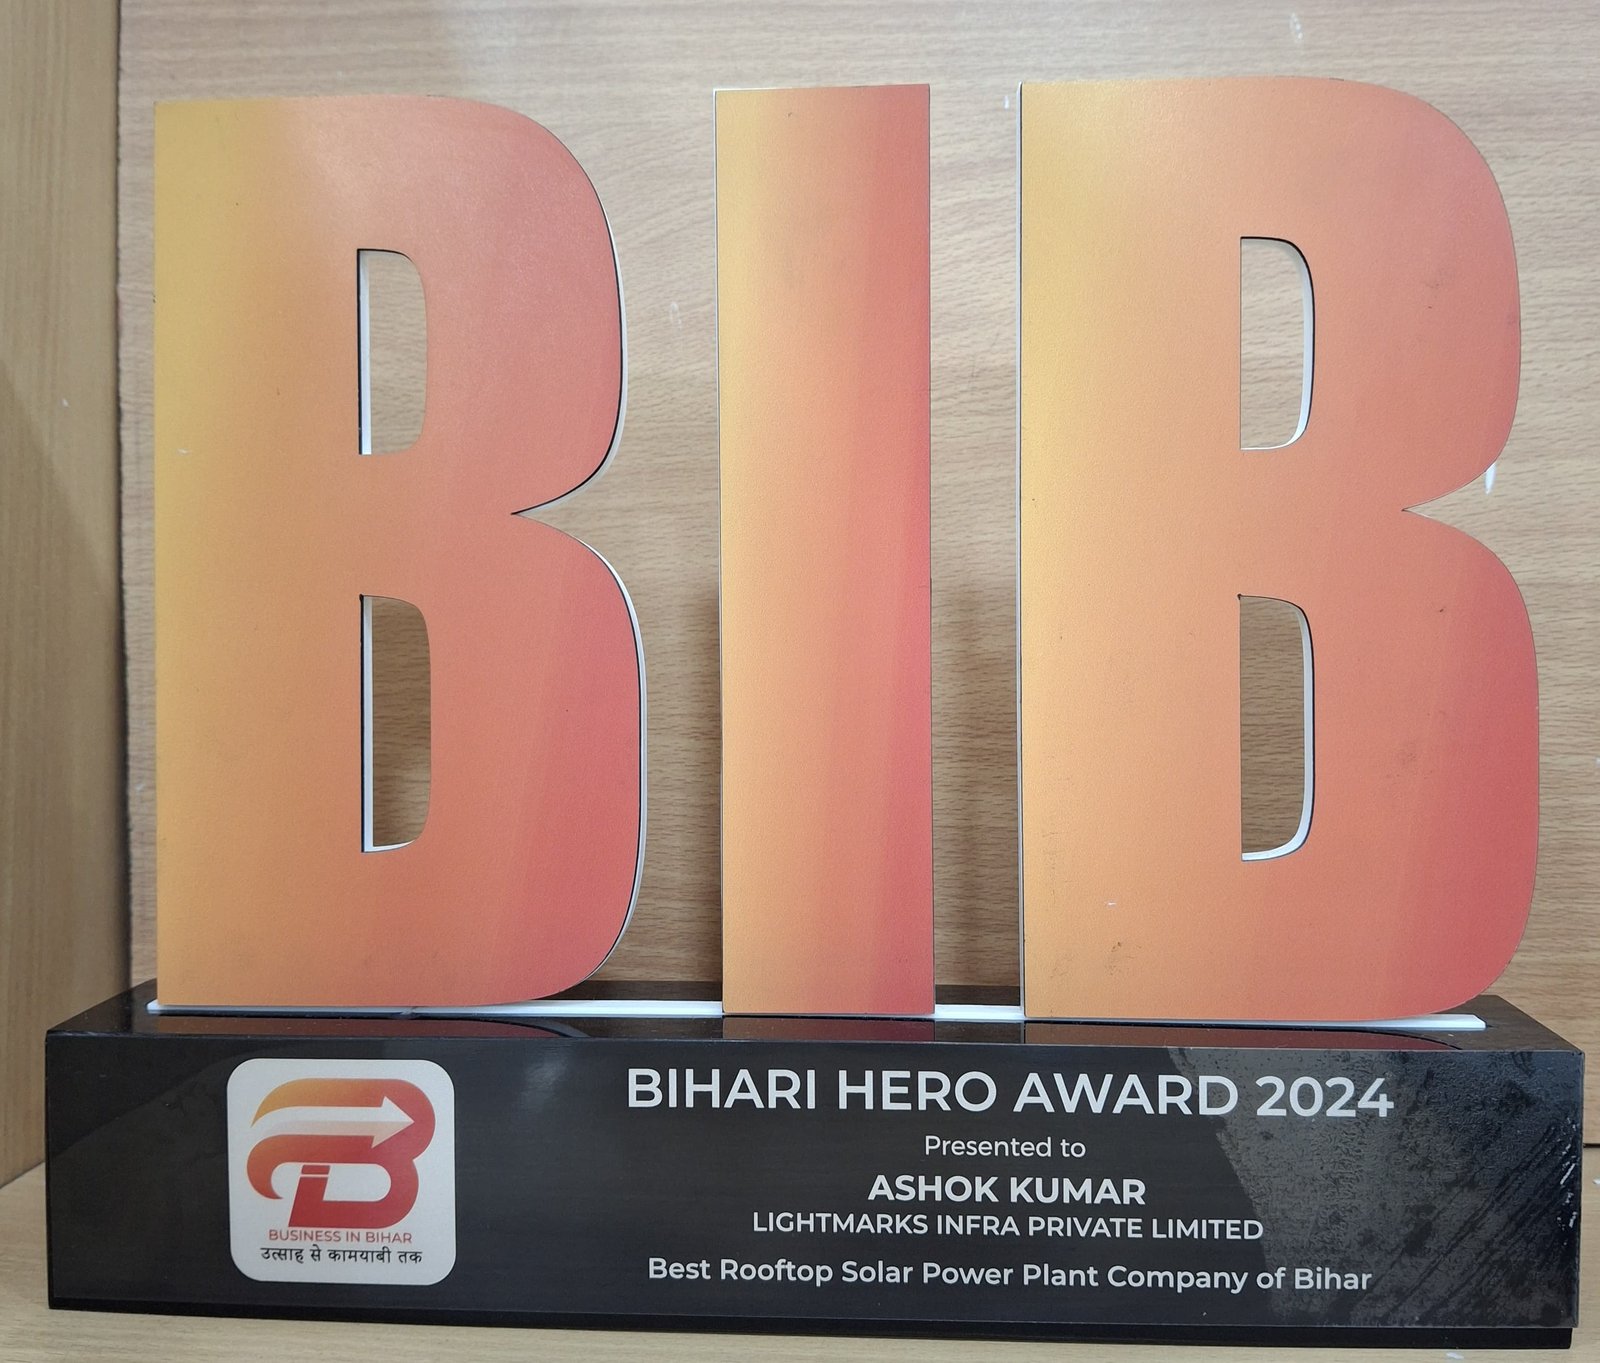 BIB
BIHARI HERO AWARD 2024
Presented to
ASHOK KUMAR
LIGHTMARKS INFRA PRIVATE LIMITED
Best Rooftop Solar Power Plant Company of Bihar
BUSINESS IN BIHAR
उत्साह से कामयाबी तक